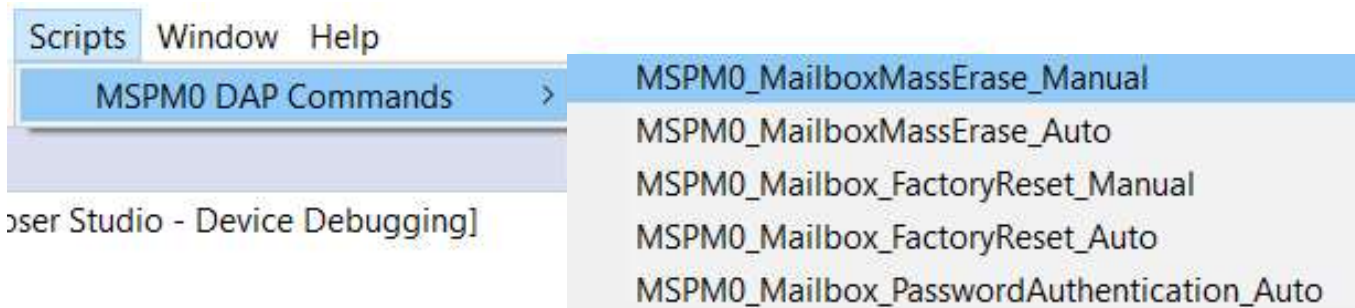 Scripts Window Help
MSPM0 DAP Commands >
MSPM0_MailboxMassErase_Manual
MSPM0_MailboxMassErase_Auto
MSPM0_Mailbox_FactoryReset_Manual
MSPM0_Mailbox_FactoryReset_Auto
MSPM0_Mailbox_PasswordAuthentication_Auto
oser Studio - Device Debugging]